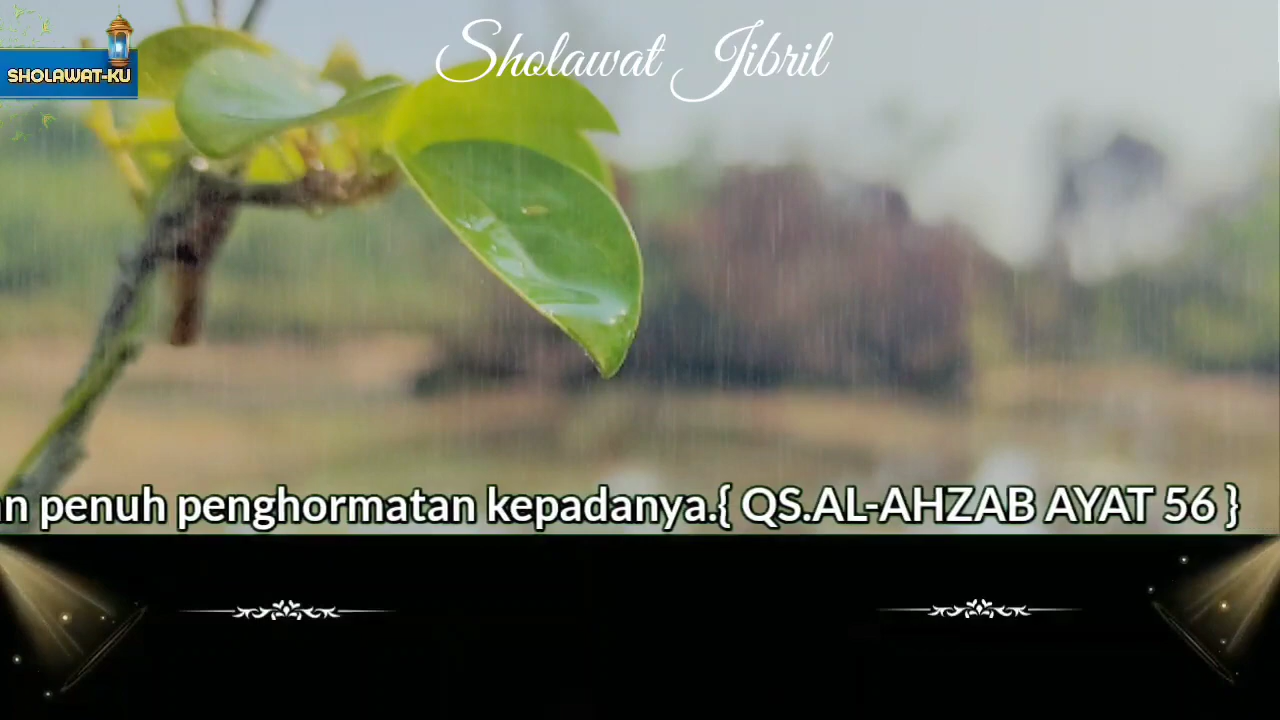 Sholawat Jibril
SHOLAWAT-KU
penuh penghormatan kepadanya.{ QS.AL-AHZAB AYAT 56 }